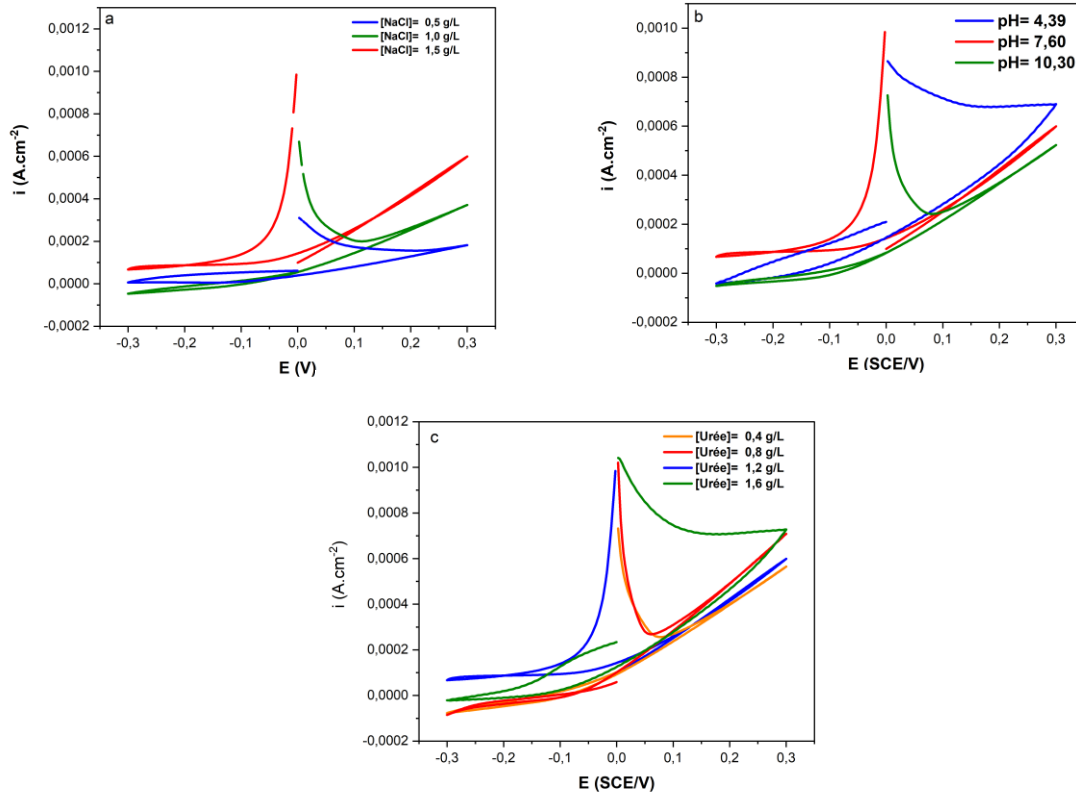 a
[NaCl]= 0,5 g/L
[NaCl]= 1,0 g/L
[NaCl]= 1,5 g/L
0,0010
0,0008
0,0006
0,0004
0,0002
0,0000
-0,0002
i (A.cm-2)
-0,3
-0,2
-0,1
0,0
0,1
0,2
0,3
E (V)
b
pH= 4,39
pH= 7,60
pH= 10,30
0,0010
0,0008
0,0006
0,0004
0,0002
0,0000
-0,0002
i (A.cm-2)
-0,3
-0,2
-0,1
0,0
0,1
0,2
0,3
E (SCE/V)
c
[Urée]= 0,4 g/L
[Urée]= 0,8 g/L
[Urée]= 1,2 g/L
[Urée]= 1,6 g/L
0,0012
0,0010
0,0008
0,0006
0,0004
0,0002
0,0000
-0,0002
i (A.cm-2)
-0,3
-0,2
-0,1
0,0
0,1
0,2
0,3
E (SCE/V)